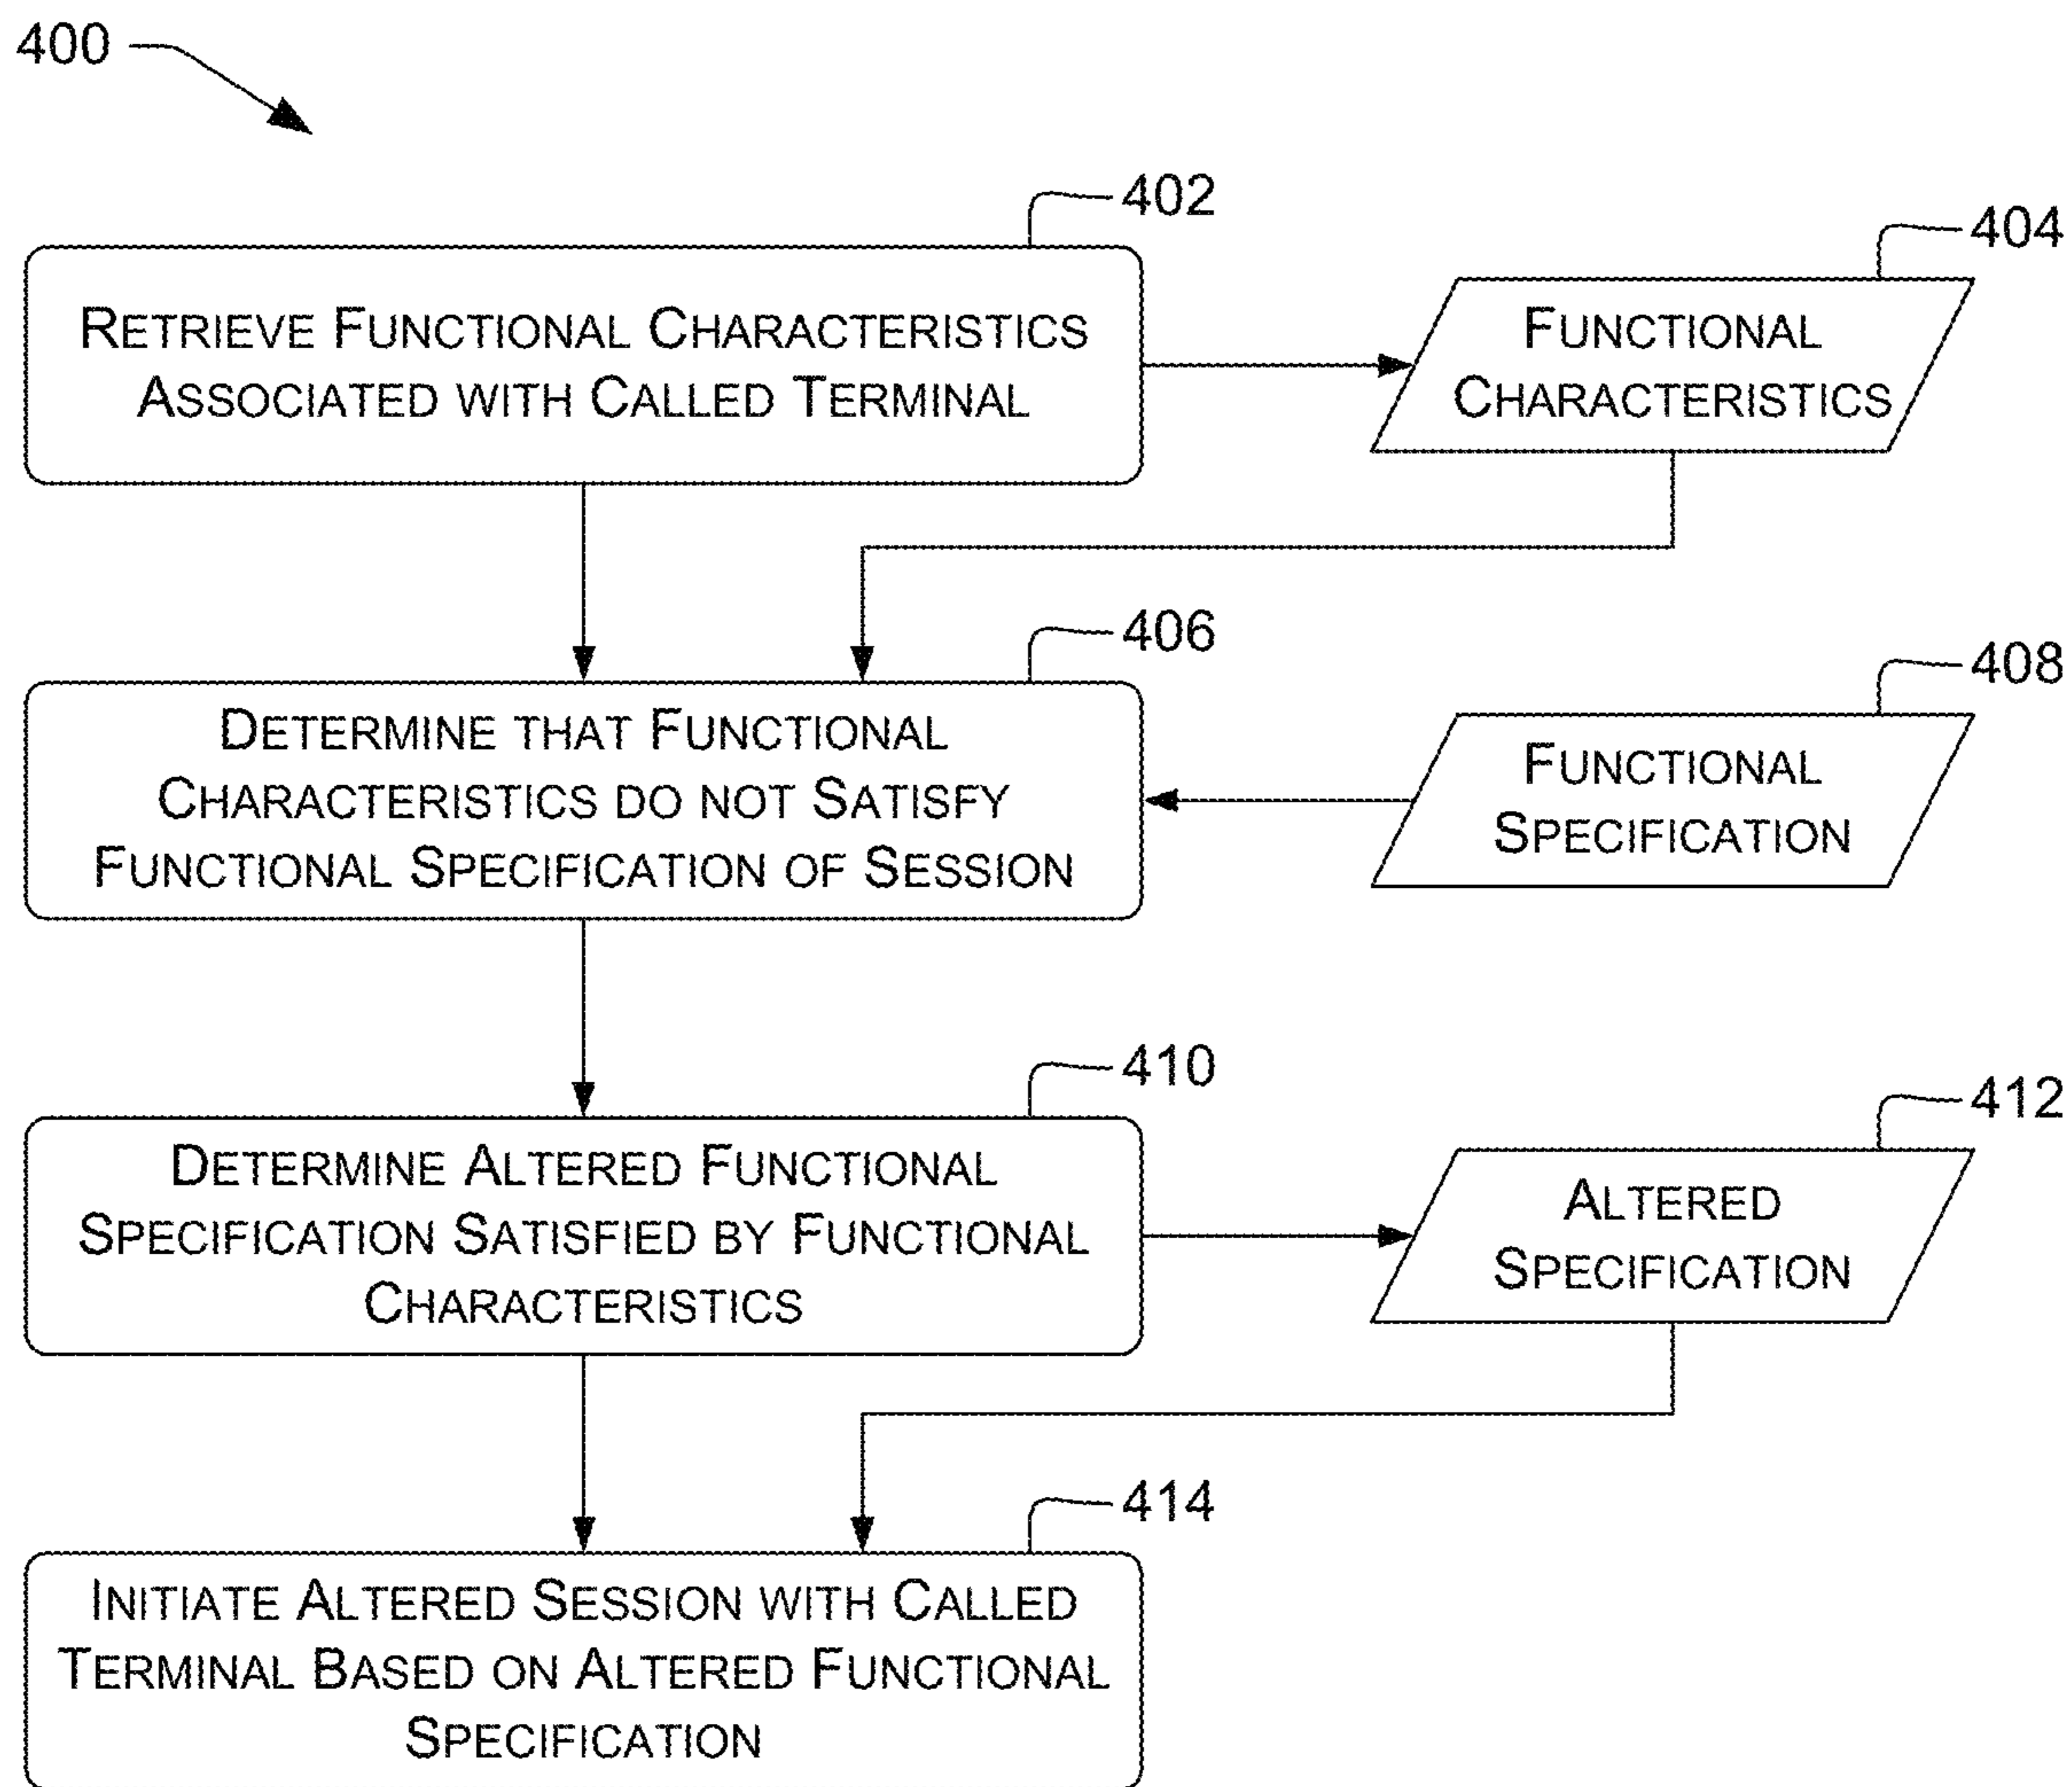 400
402
RETRIEVE FUNCTIONAL CHARACTERISTICS
ASSOCIATED WITH CALLED TERMINAL
404
FUNCTIONAL
CHARACTERISTICS
406
DETERMINE THAT FUNCTIONAL
CHARACTERISTICS DO NOT SATISFY
FUNCTIONAL SPECIFICATION OF SESSION
408
FUNCTIONAL
SPECIFICATION
410
DETERMINE ALTERED FUNCTIONAL
SPECIFICATION SATISFIED BY FUNCTIONAL
CHARACTERISTICS
412
ALTERED
SPECIFICATION
414
INITIATE ALTERED SESSION WITH CALLED
TERMINAL BASED ON ALTERED FUNCTIONAL
SPECIFICATION